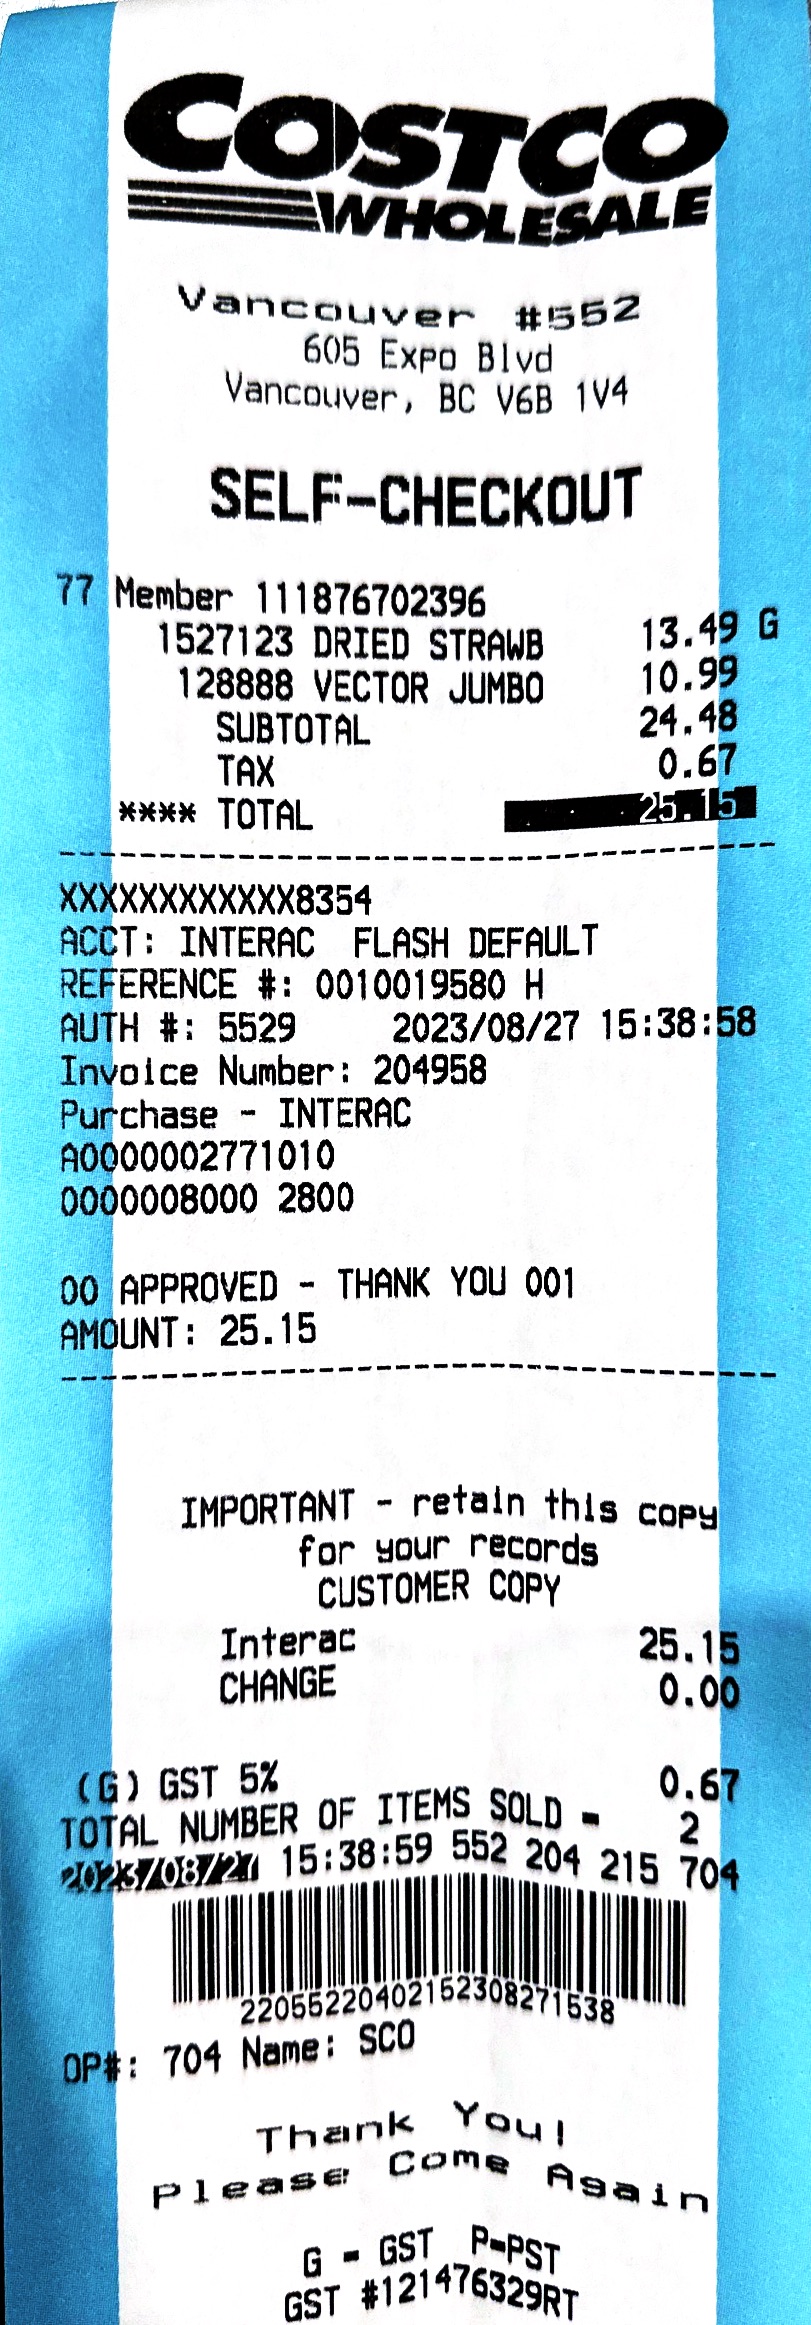 COSTCO
WHOLESALE
Vancouver #552
605 Expo Blvd
Vancouver, BC V6B 1V4
SELF-CHECKOUT
77 Member 111876702396
1527123 DRIED STRAWB 13.49 G
128888 VECTOR JUMBO 10.99
SUBTOTAL 24.48
TAX 0.67
**** TOTAL 25.15
XXXXXXXXXXXX8354
ACCT: INTERAC FLASH DEFAULT
REFERENCE #: 0010019580 H
AUTH #: 5529 2023/08/27 15:38:58
Invoice Number: 204958
Purchase - INTERAC
A0000002771010
0000008000 2800
00 APPROVED - THANK YOU 001
AMOUNT: 25.15
IMPORTANT - retain this copy
for your records
CUSTOMER COPY
Interac 25.15
CHANGE 0.00
(G) GST 5% 0.67
TOTAL NUMBER OF ITEMS SOLD = 2
2023/08/27 15:38:59 552 204 215 704
22055220402152308271538
OP#: 704 Name: SCO
Thank You!
Please Come Again
G - GST P=PST
GST #121476329RT